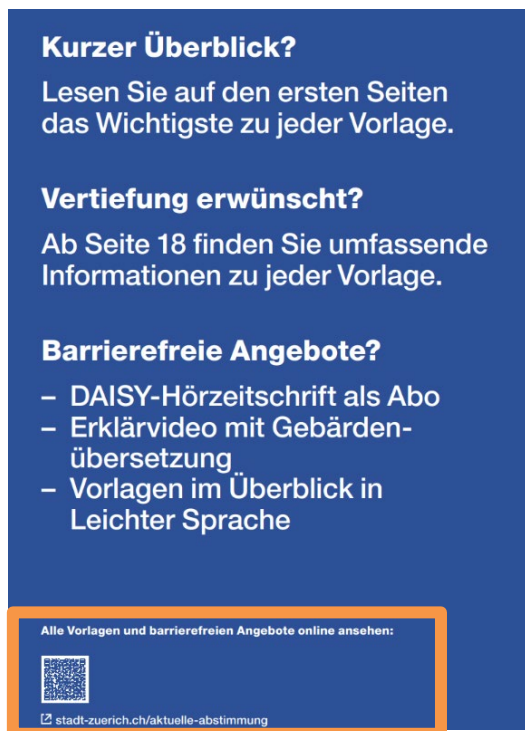 Kurzer Überblick?
Lesen Sie auf den ersten Seiten
das Wichtigste zu jeder Vorlage.
Vertiefung erwünscht?
Ab Seite 18 finden Sie umfassende
Informationen zu jeder Vorlage.
Barrierefreie Angebote?
– DAISY-Hörzeitschrift als Abo
– Erklärvideo mit Gebärden-
übersetzung
– Vorlagen im Überblick in
Leichter Sprache
Alle Vorlagen und barrierefreien Angebote online ansehen:
stadt-zuerich.ch/aktuelle-abstimmung